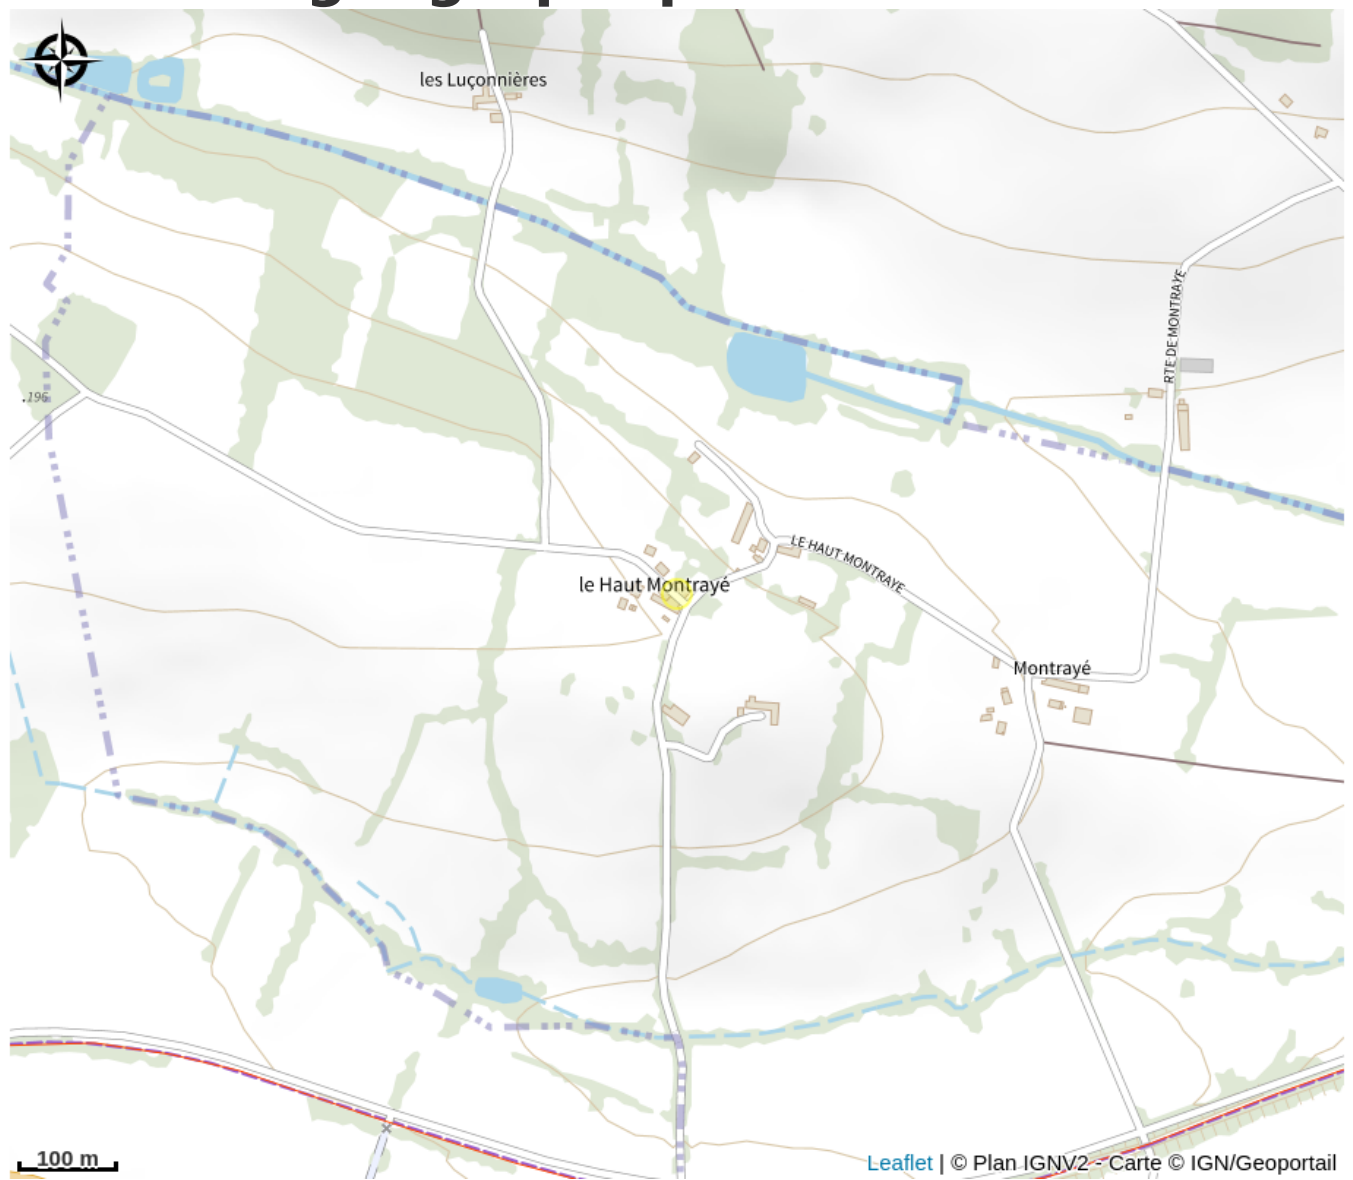 les Luçonnières
RTE DE MONTRAYE
.196
LE HAUT MONTRAYE
le Haut Montrayé
Montrayé
100 m
Leaflet | © Plan IGNV2 - Carte © IGN/Geoportail